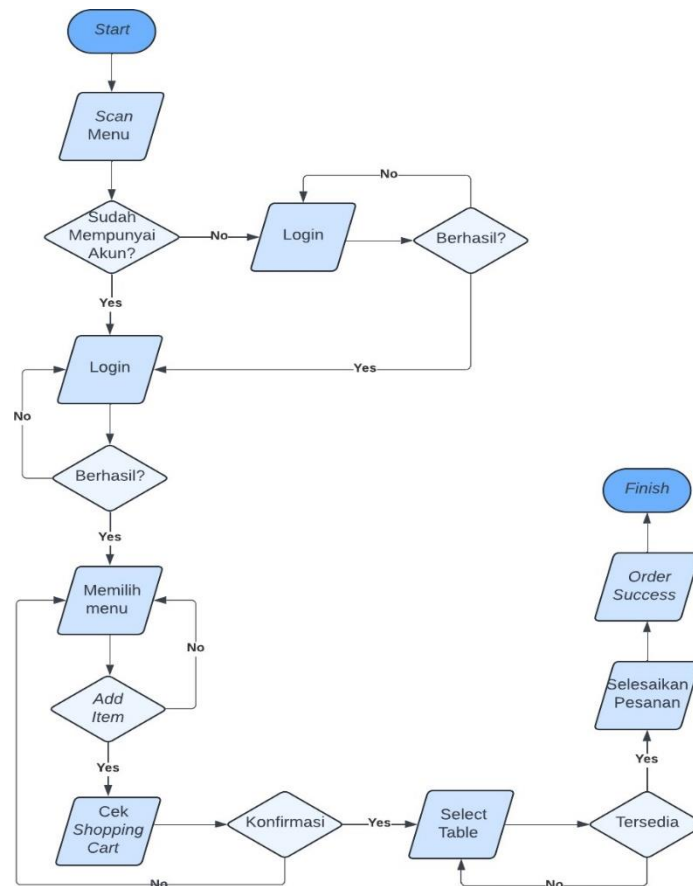 Start
Scan
Menu
Sudah
Mempunyai
Akun?
No
Login
No
Berhasil?
Yes
Yes
Login
No
Berhasil?
Yes
Memilih
menu
No
Add
Item
Yes
Cek
Shopping
Cart
Konfirmasi
No
Yes
Select
Table
Tersedia
No
Yes
Selesaikan
Pesanan
Order
Success
Finish